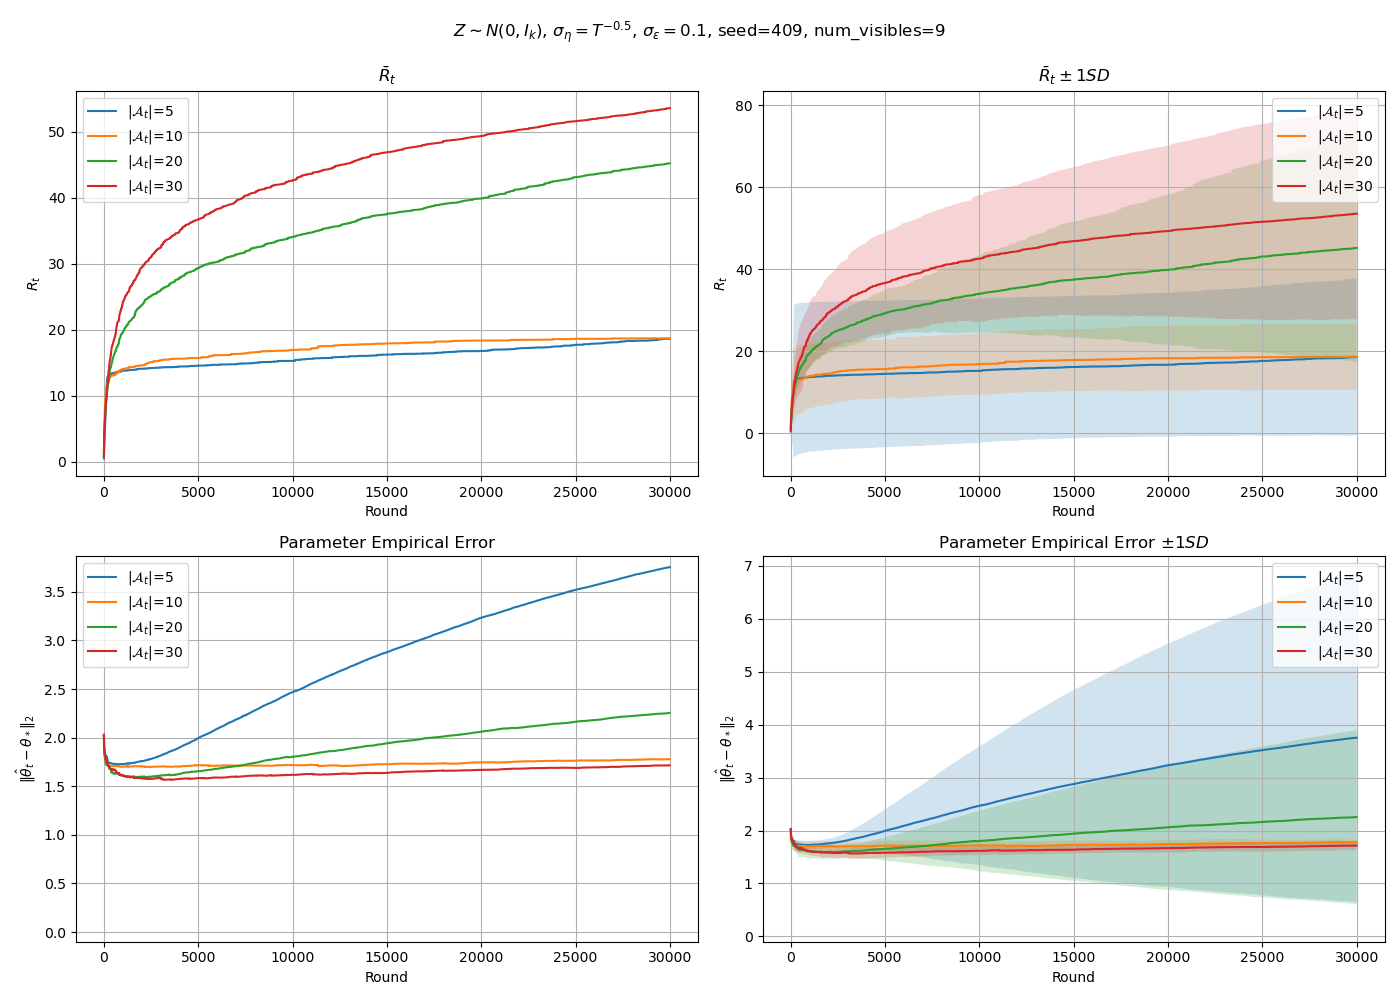 Z ~ N(0, I_k), σ_η = T^{-0.5}, σ_ε = 0.1, seed=409, num_visibles=9
R̄_t
R_t
50
40
30
20
10
0
|𝒜_t|=5
|𝒜_t|=10
|𝒜_t|=20
|𝒜_t|=30
0 5000 10000 15000 20000 25000 30000
Round
R̄_t ± 1SD
R_t
80
60
40
20
0
|𝒜_t|=5
|𝒜_t|=10
|𝒜_t|=20
|𝒜_t|=30
0 5000 10000 15000 20000 25000 30000
Round
Parameter Empirical Error
‖θ̂_t − θ_*‖_2
3.5
3.0
2.5
2.0
1.5
1.0
0.5
0.0
|𝒜_t|=5
|𝒜_t|=10
|𝒜_t|=20
|𝒜_t|=30
0 5000 10000 15000 20000 25000 30000
Round
Parameter Empirical Error ±1SD
‖θ̂_t − θ_*‖_2
7
6
5
4
3
2
1
0
|𝒜_t|=5
|𝒜_t|=10
|𝒜_t|=20
|𝒜_t|=30
0 5000 10000 15000 20000 25000 30000
Round